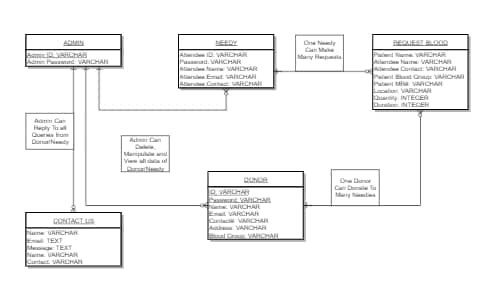 ADMIN
Admin ID: VARCHAR
Admin Password: VARCHAR
NEEDY
Attendee ID: VARCHAR
Password: VARCHAR
Attendee Name: VARCHAR
Attendee Email: VARCHAR
Attendee Contact: VARCHAR
One Needy
Can Make
Many Requests
REQUEST BLOOD
Patient Name: VARCHAR
Attendee Name: VARCHAR
Attendee Contact: VARCHAR
Patient Blood Group: VARCHAR
Patient MR#: VARCHAR
Location: VARCHAR
Quantity: INTEGER
Duration: INTEGER
Admin Can
Reply To all
Queries from
Donor/Needy
Admin Can
Delete,
Manipulate and
View all data of
Donor/Needy
DONOR
ID: VARCHAR
Password: VARCHAR
Name: VARCHAR
Email: VARCHAR
Contact#: VARCHAR
Address: VARCHAR
Blood Group: VARCHAR
One Donor
Can Donate To
Many Needies
CONTACT US
Name: VARCHAR
Email: TEXT
Message: TEXT
Name: VARCHAR
Contact: VARCHAR